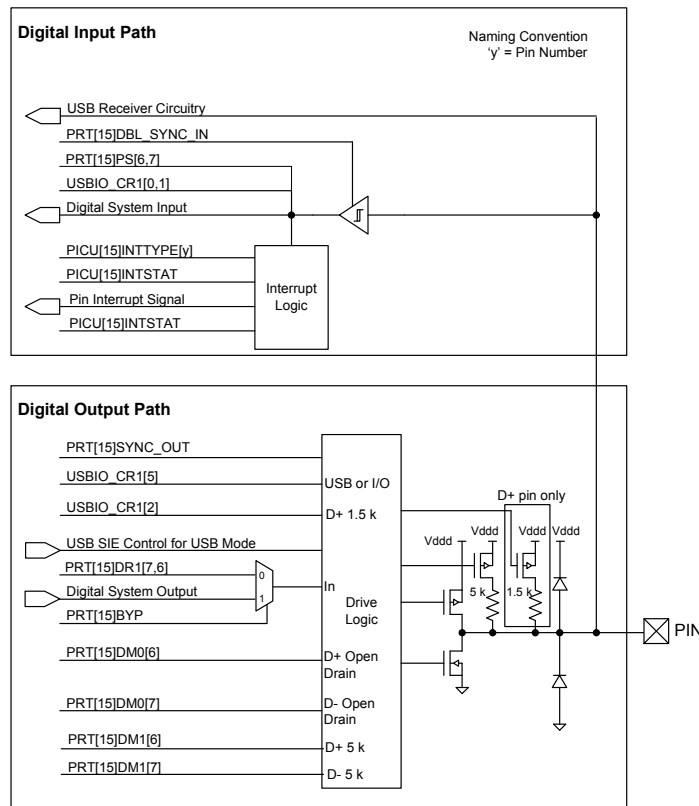 Digital Input Path
Naming Convention
'y' = Pin Number
USB Receiver Circuitry
PRT[15]DBL_SYNC_IN
PRT[15]PS[6,7]
USBIO_CR1[0,1]
Digital System Input
PICU[15]INTTYPE[y]
PICU[15]INTSTAT
Pin Interrupt Signal
PICU[15]INTSTAT
Interrupt
Logic
Digital Output Path
PRT[15]SYNC_OUT
USBIO_CR1[5]
USB or I/O
D+ pin only
USBIO_CR1[2]
D+ 1.5 k
Vddd
Vddd
Vddd
Vddd
USB SIE Control for USB Mode
PRT[15]DR1[7,6]
0
Digital System Output
1
In
5 k
1.5 k
PRT[15]BYP
Drive
Logic
PIN
PRT[15]DM0[6]
D+ Open
Drain
PRT[15]DM0[7]
D- Open
Drain
PRT[15]DM1[6]
D+ 5 k
PRT[15]DM1[7]
D- 5 k